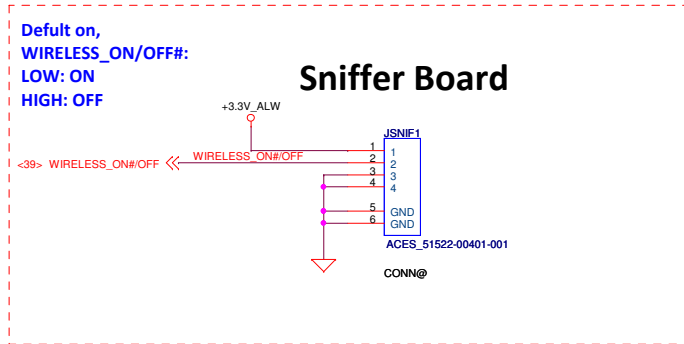 Defult on,
WIRELESS_ON/OFF#:
LOW: ON
HIGH: OFF
Sniffer Board
+3.3V_ALW
JSNIF1
<39> WIRELESS_ON#/OFF
WIRELESS_ON#/OFF
1 1
2 2
3 3
4 4
5 GND
6 GND
ACES_51522-00401-001
CONN@